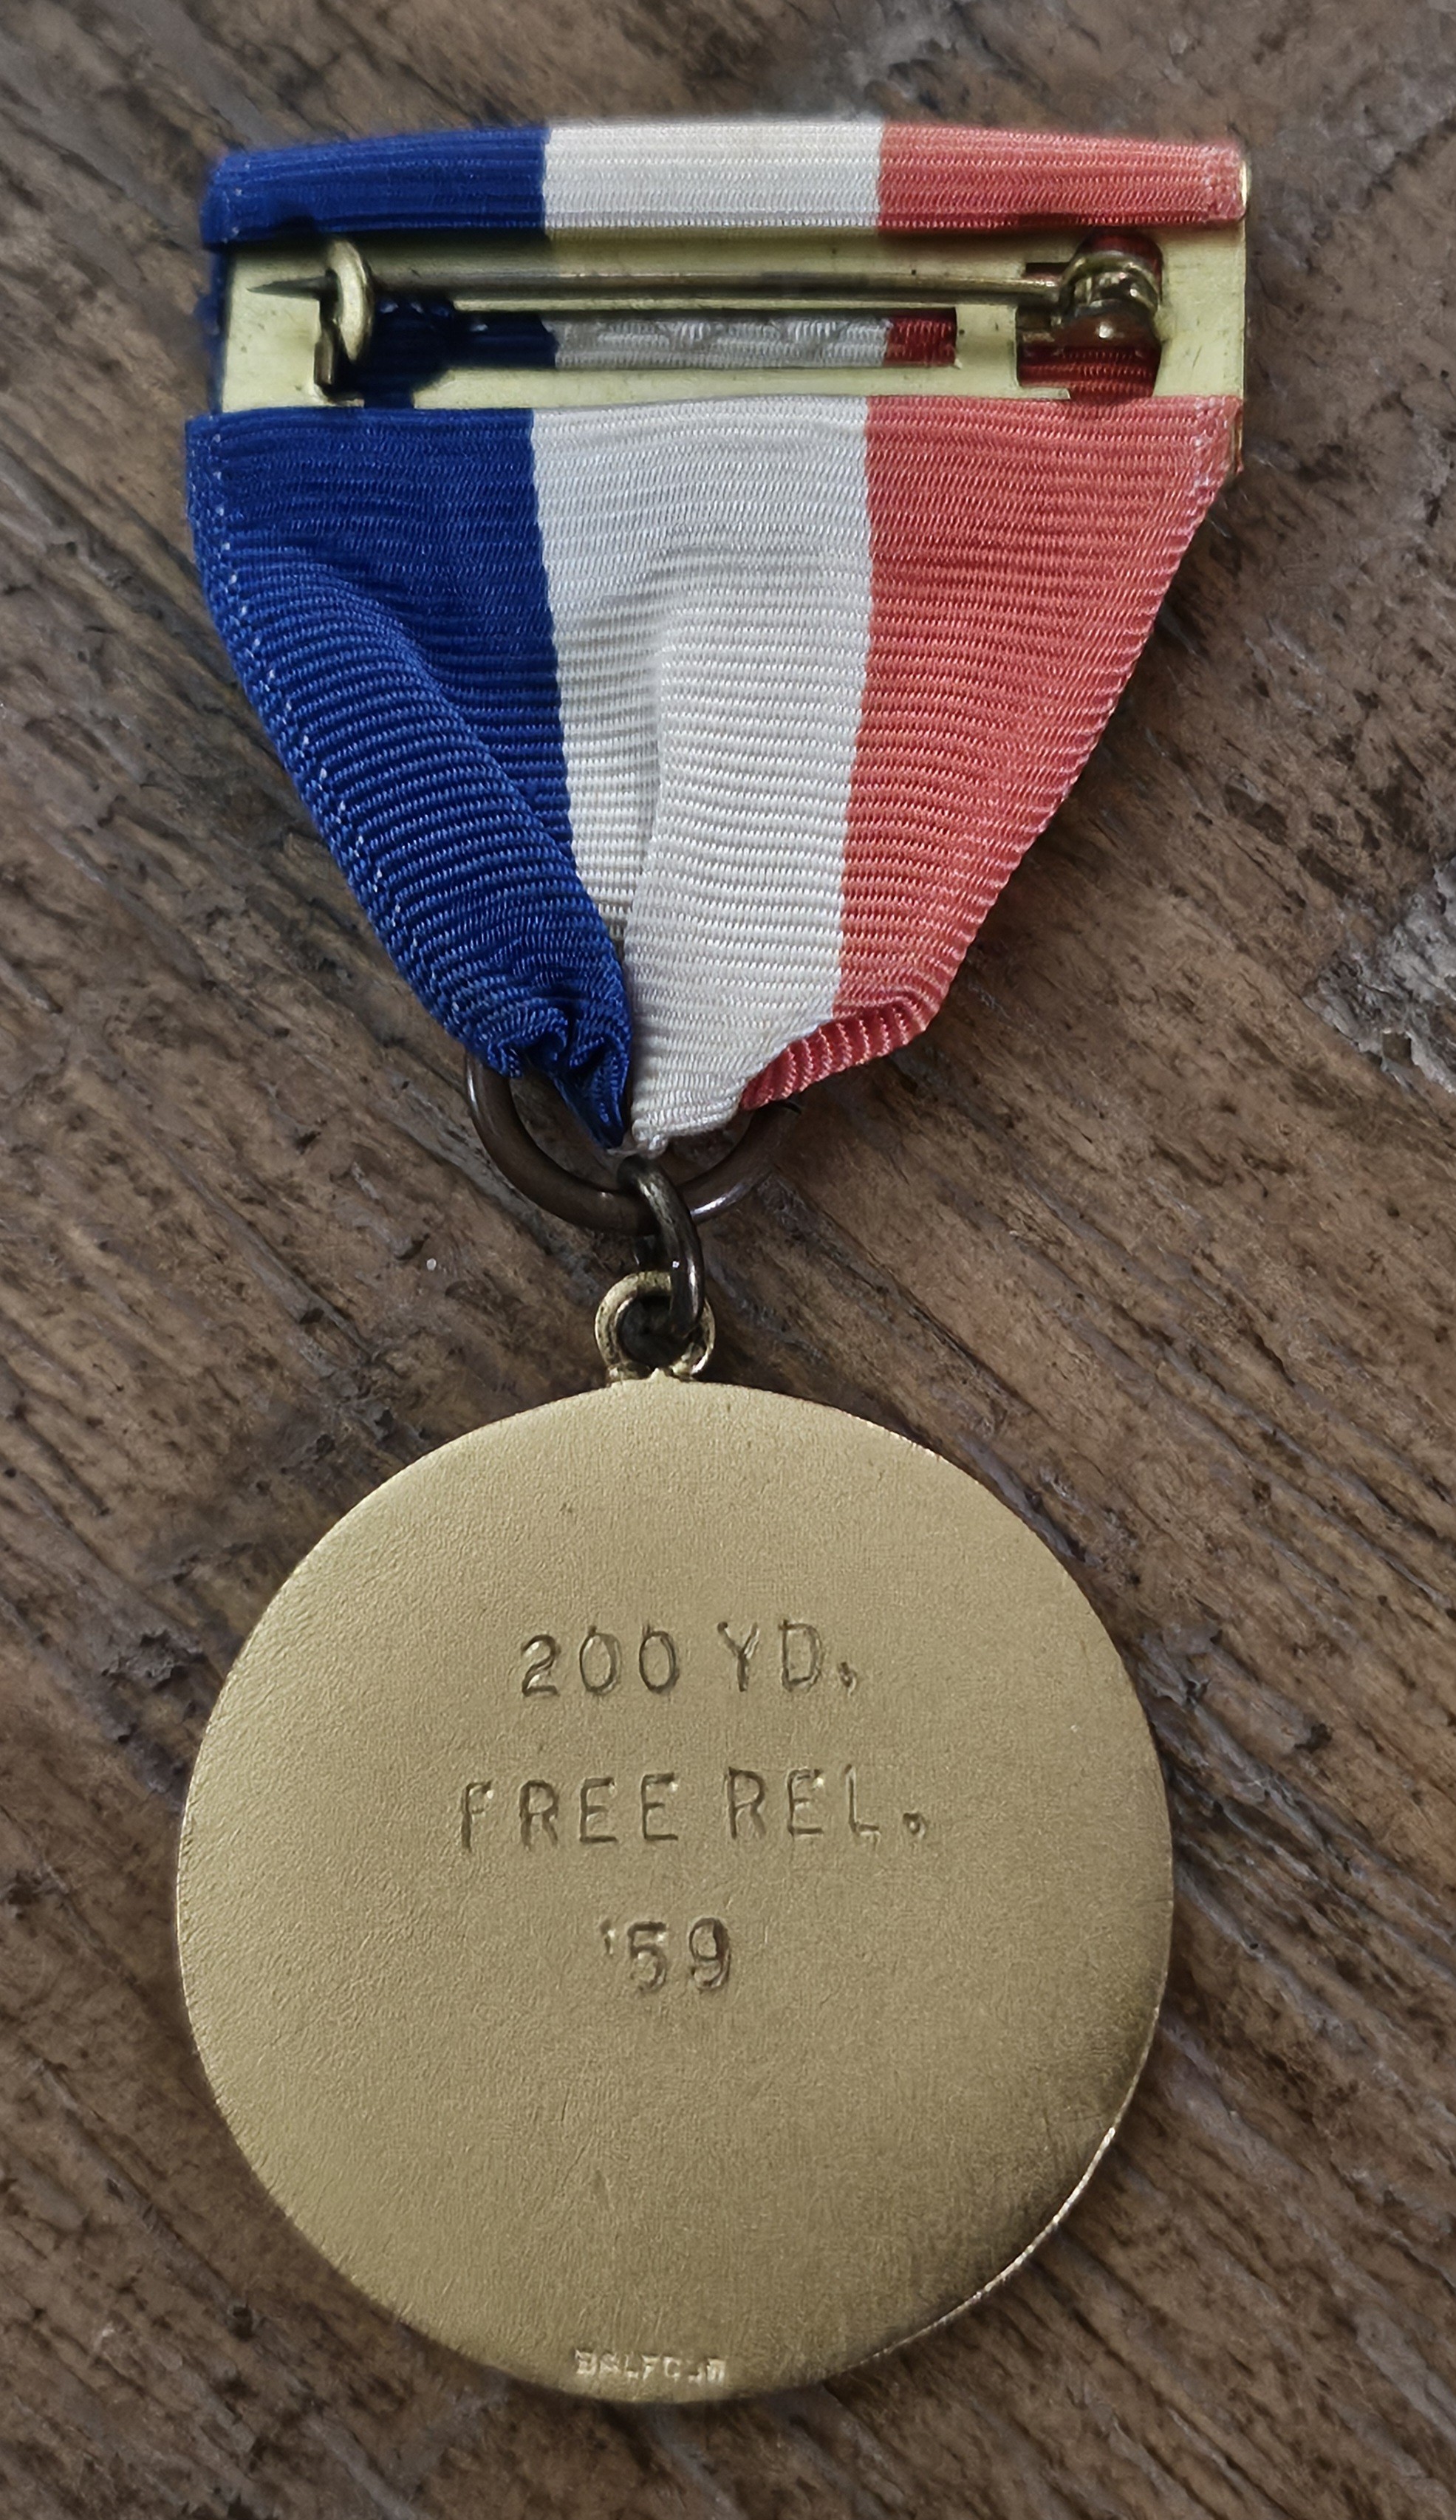 200 YD.
FREE REL.
'59
BALFOUR